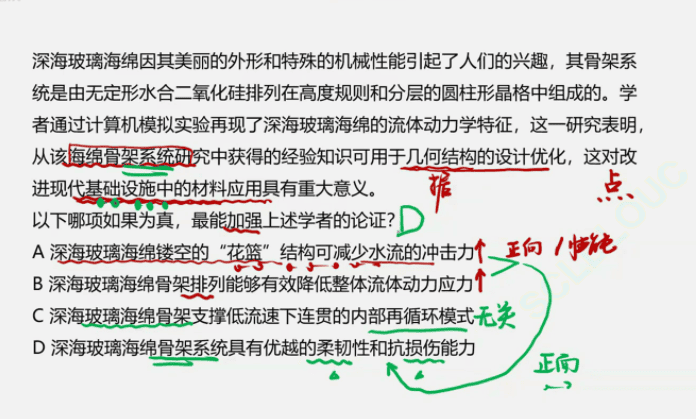 深海玻璃海绵因其美丽的外形和特殊的机械性能引起了人们的兴趣，其骨架系
统是由无定形水合二氧化硅排列在高度规则和分层的圆柱形晶格中组成的。学
者通过计算机模拟实验再现了深海玻璃海绵的流体动力学特征，这一研究表明，
从该海绵骨架系统研究中获得的经验知识可用于几何结构的设计优化，这对改
进现代基础设施中的材料应用具有重大意义。
据 点
以下哪项如果为真，最能加强上述学者的论证？ D
A 深海玻璃海绵镂空的“花篮”结构可减少水流的冲击力 正向 / 性能
B 深海玻璃海绵骨架排列能够有效降低整体流体动力应力
C 深海玻璃海绵骨架支撑低流速下连贯的内部再循环模式 无关
D 深海玻璃海绵骨架系统具有优越的柔韧性和抗损伤能力
正向